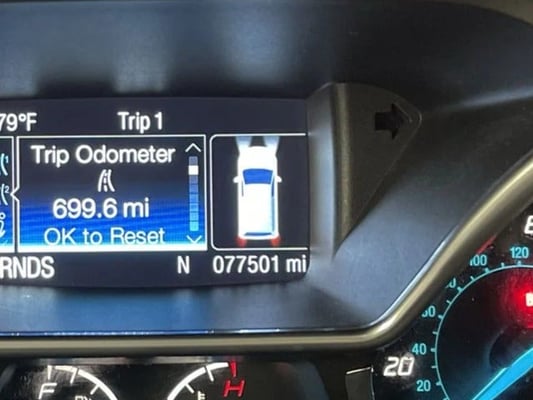 79°F Trip 1
Trip Odometer
699.6 mi
OK to Reset
RNDS N 077501 mi
100 120
40
20
20
F H